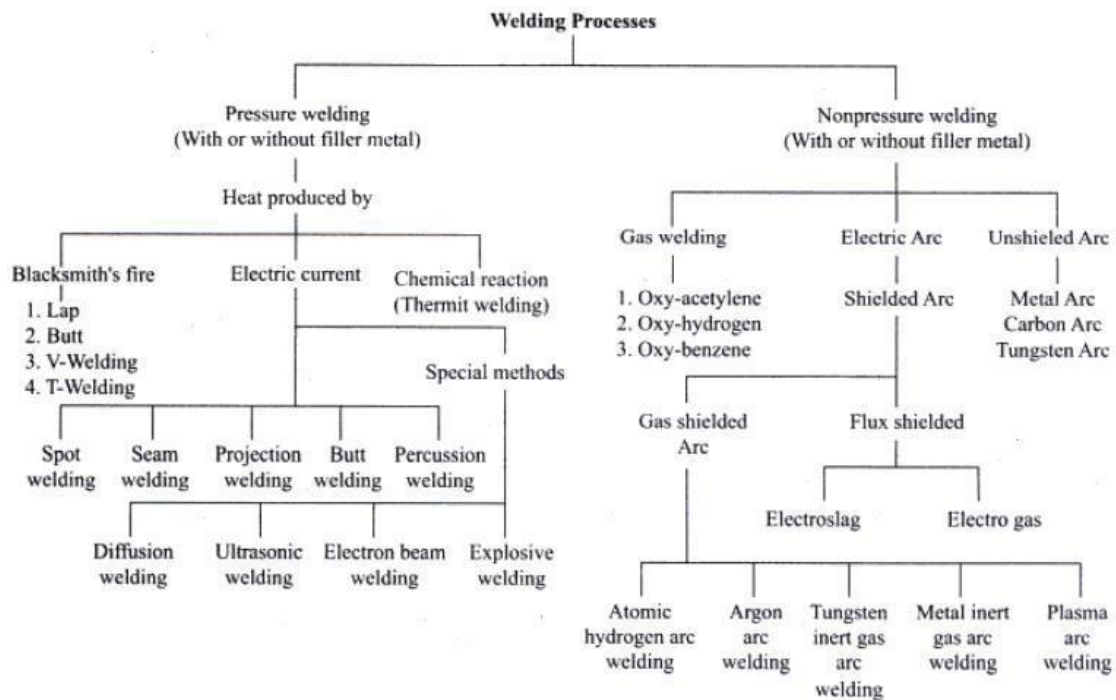 Welding Processes
Pressure welding
(With or without filler metal)
Nonpressure welding
(With or without filler metal)
Heat produced by
Blacksmith's fire
1. Lap
2. Butt
3. V-Welding
4. T-Welding
Electric current
Chemical reaction
(Thermit welding)
Special methods
Spot
welding
Seam
welding
Projection
welding
Butt
welding
Percussion
welding
Diffusion
welding
Ultrasonic
welding
Electron beam
welding
Explosive
welding
Gas welding
1. Oxy-acetylene
2. Oxy-hydrogen
3. Oxy-benzene
Electric Arc
Shielded Arc
Unshieled Arc
Metal Arc
Carbon Arc
Tungsten Arc
Gas shielded
Arc
Flux shielded
Electroslag
Electro gas
Atomic
hydrogen arc
welding
Argon
arc
welding
Tungsten
inert gas
arc
welding
Metal inert
gas arc
welding
Plasma
arc
welding